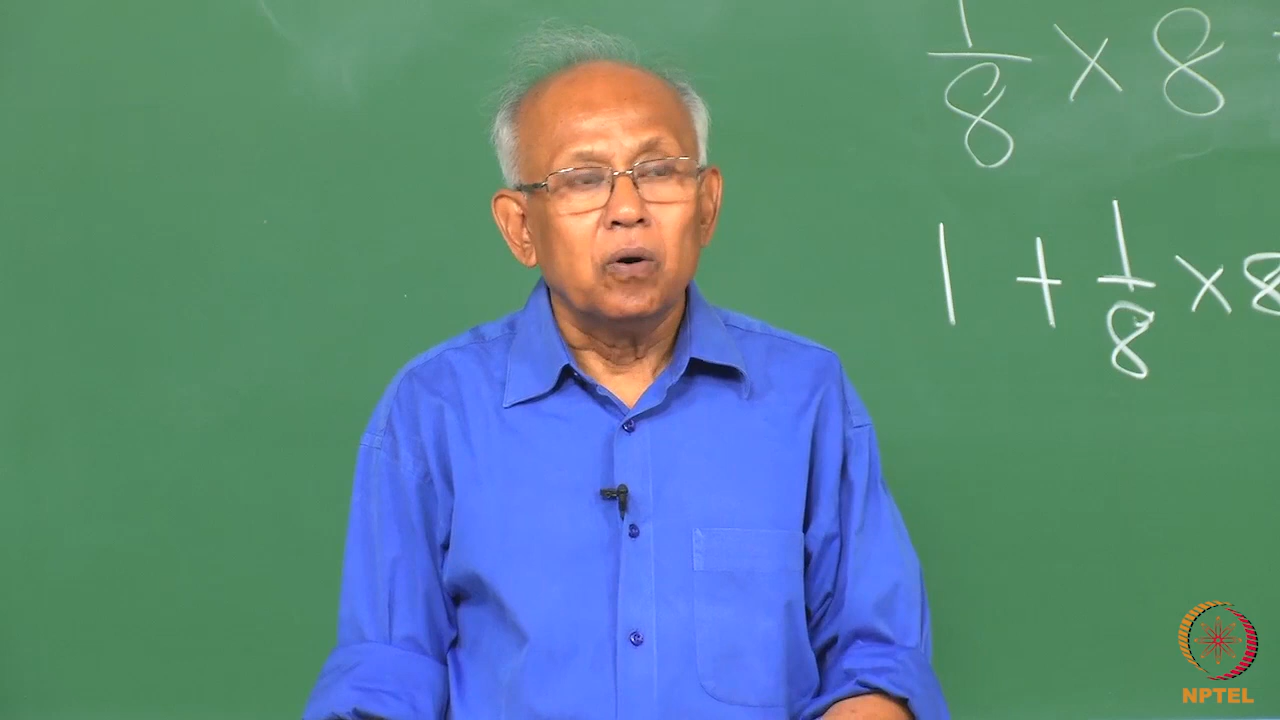 1/8 × 8 =
1 + 1/8 × 8
NPTEL